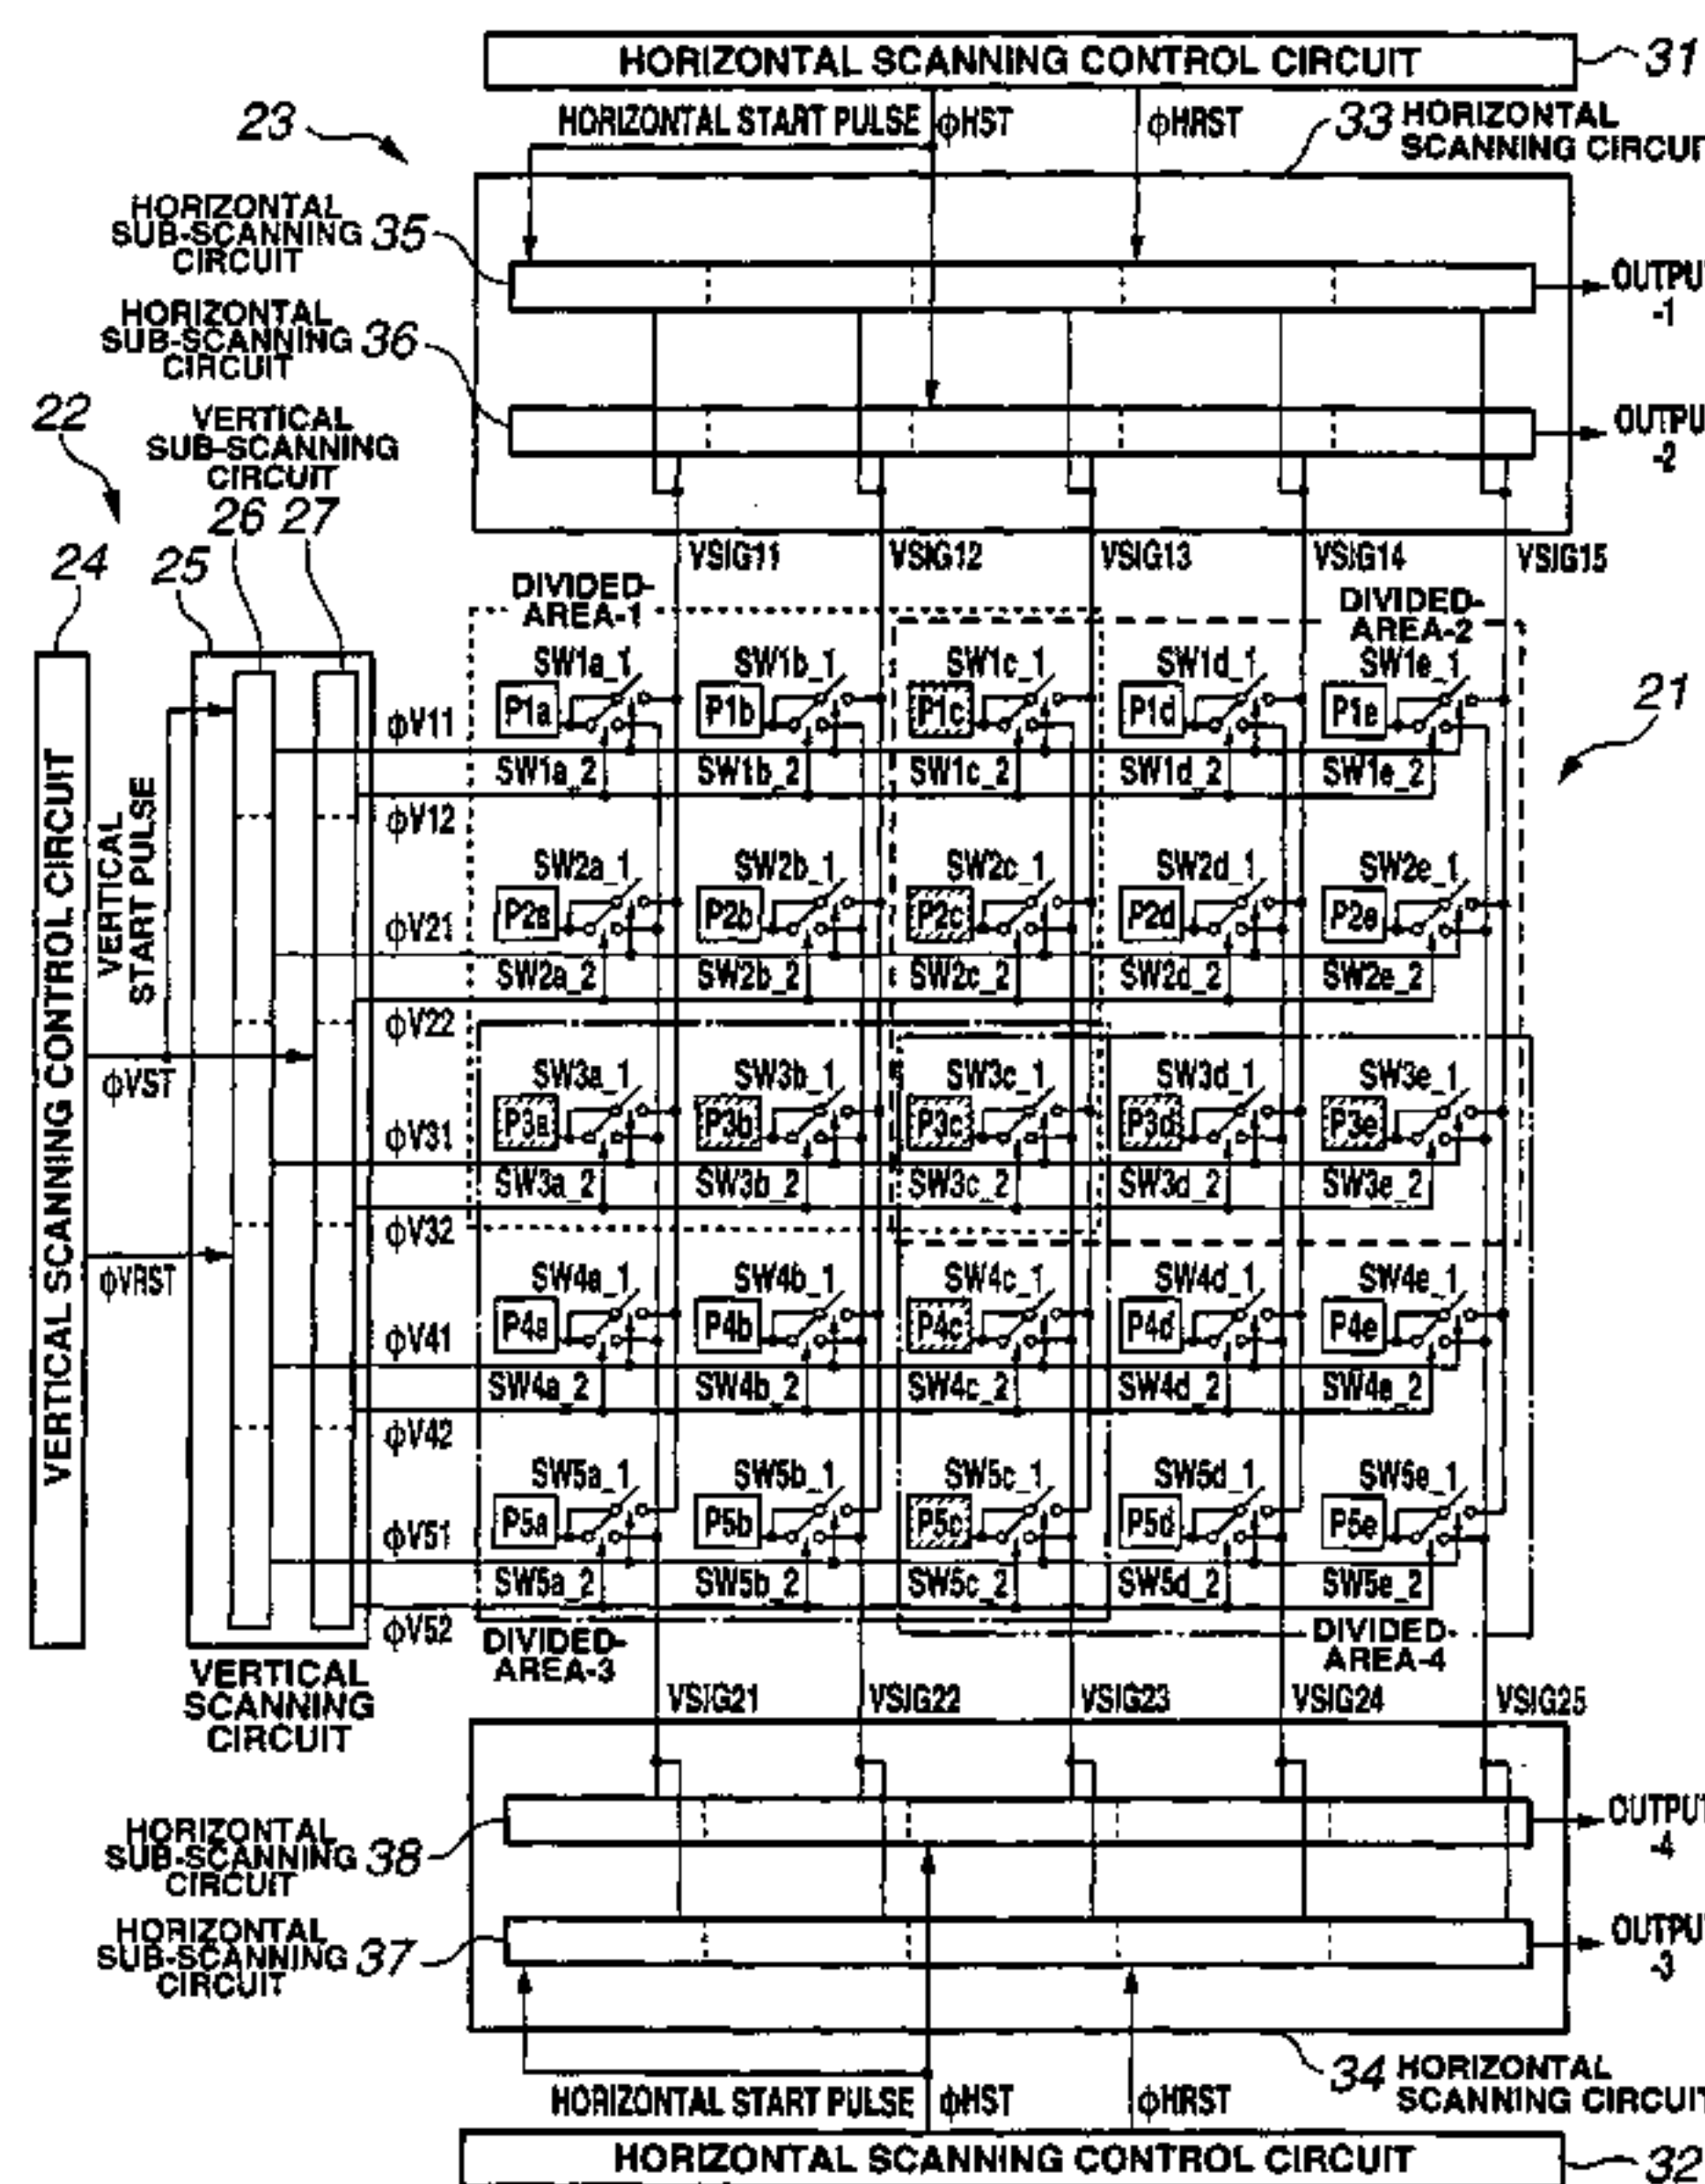 HORIZONTAL SCANNING CONTROL CIRCUIT
31
23
HORIZONTAL START PULSE
ϕHST
ϕHRST
33 HORIZONTAL
SCANNING CIRCUI
HORIZONTAL
SUB-SCANNING 35
CIRCUIT
OUTPU
-1
HORIZONTAL
SUB-SCANNING 36
CIRCUIT
OUTPU
-2
22
VERTICAL
SUB-SCANNING
CIRCUIT
26 27
24
25
VSIG11
VSIG12
VSIG13
VSIG14
VSIG15
DIVIDED-
AREA-1
DIVIDED-
AREA-2
21
VERTICAL SCANNING CONTROL CIRCUIT
VERTICAL
START PULSE
ϕVST
ϕVRST
SW1a_1 SW1b_1 SW1c_1 SW1d_1 SW1e_1
P1a P1b P1c P1d P1e
ϕV11
SW1a_2 SW1b_2 SW1c_2 SW1d_2 SW1e_2
ϕV12
SW2a_1 SW2b_1 SW2c_1 SW2d_1 SW2e_1
P2a P2b P2c P2d P2e
ϕV21
SW2a_2 SW2b_2 SW2c_2 SW2d_2 SW2e_2
ϕV22
SW3a_1 SW3b_1 SW3c_1 SW3d_1 SW3e_1
P3a P3b P3c P3d P3e
ϕV31
SW3a_2 SW3b_2 SW3c_2 SW3d_2 SW3e_2
ϕV32
SW4a_1 SW4b_1 SW4c_1 SW4d_1 SW4e_1
P4a P4b P4c P4d P4e
ϕV41
SW4a_2 SW4b_2 SW4c_2 SW4d_2 SW4e_2
ϕV42
SW5a_1 SW5b_1 SW5c_1 SW5d_1 SW5e_1
P5a P5b P5c P5d P5e
ϕV51
SW5a_2 SW5b_2 SW5c_2 SW5d_2 SW5e_2
ϕV52
DIVIDED-
AREA-3
DIVIDED-
AREA-4
VERTICAL
SCANNING
CIRCUIT
VSIG21
VSIG22
VSIG23
VSIG24
VSIG25
HORIZONTAL
SUB-SCANNING 38
CIRCUIT
OUTPUT
-4
HORIZONTAL
SUB-SCANNING 37
CIRCUIT
OUTPU
-3
34 HORIZONTAL
SCANNING CIRCUI
HORIZONTAL START PULSE
ϕHST
ϕHRST
HORIZONTAL SCANNING CONTROL CIRCUIT
32